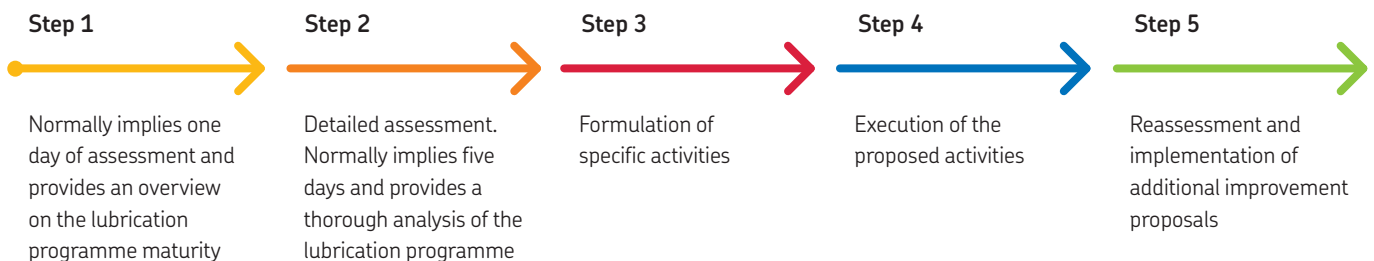 Step 1
Normally implies one
day of assessment and
provides an overview
on the lubrication
programme maturity
Step 2
Detailed assessment.
Normally implies five
days and provides a
thorough analysis of the
lubrication programme
Step 3
Formulation of
specific activities
Step 4
Execution of the
proposed activities
Step 5
Reassessment and
implementation of
additional improvement
proposals